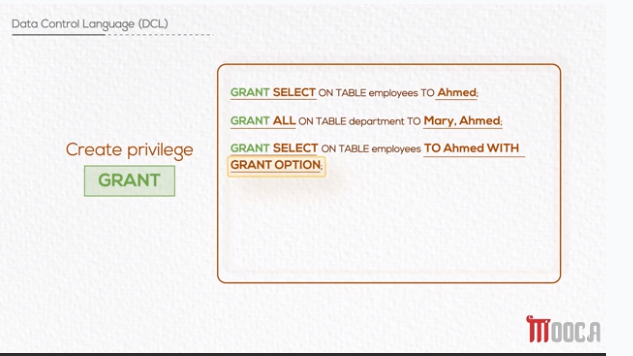 Data Control Language (DCL)
GRANT SELECT ON TABLE employees TO Ahmed;
GRANT ALL ON TABLE department TO Mary, Ahmed;
GRANT SELECT ON TABLE employees TO Ahmed WITH
GRANT OPTION;
Create privilege
GRANT
MOOCA